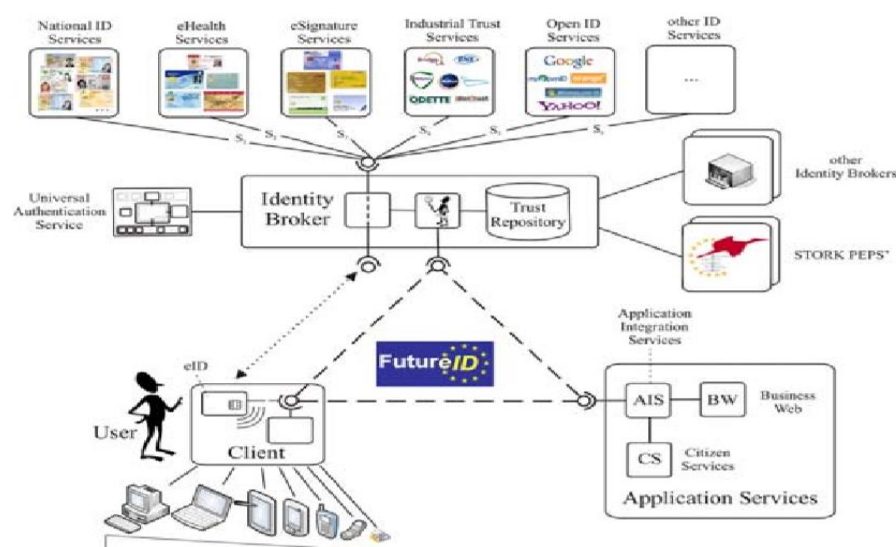 National ID
Services
eHealth
Services
eSignature
Services
Industrial Trust
Services
Open ID
Services
other ID
Services
Google
orange
ODETTE
YAHOO!
...
Universal
Authentication
Service
Identity
Broker
Trust
Repository
other
Identity Brokers
STORK PEPS"
Application
Integration
Services
FutureID
eID
User
Client
AIS
BW
Business
Web
CS
Citizen
Services
Application Services